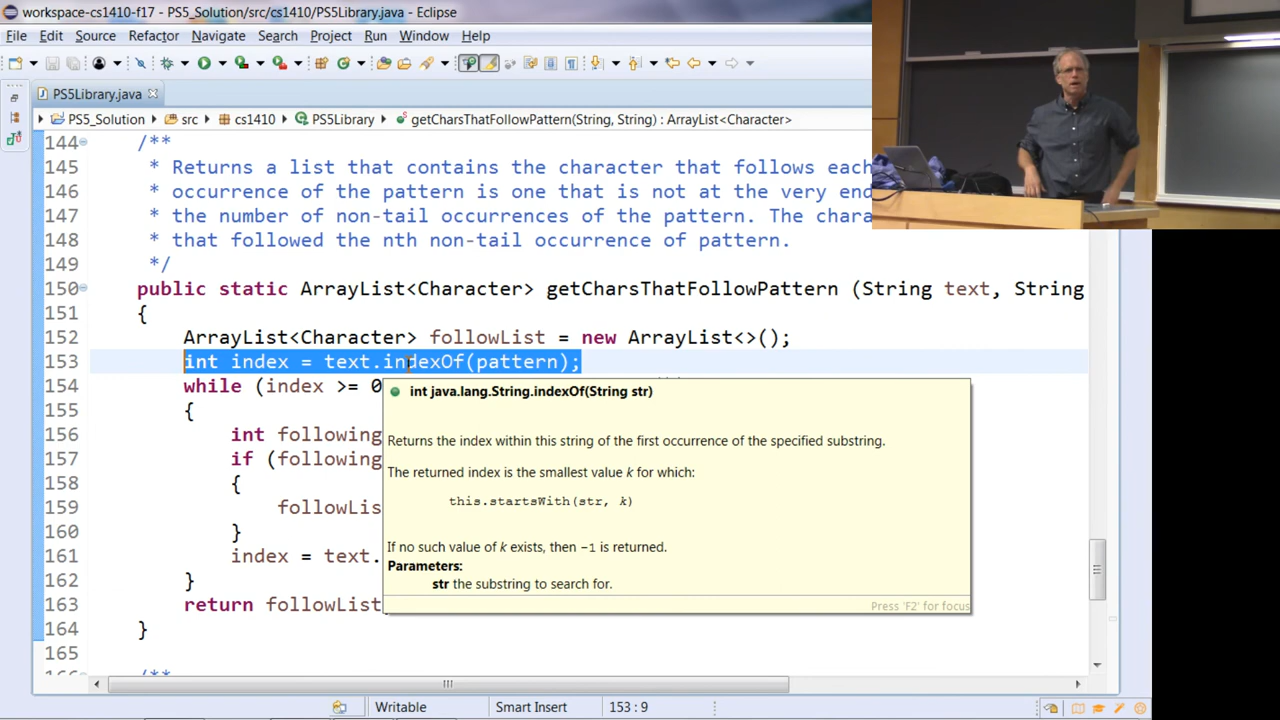 workspace-cs1410-f17 - PS5_Solution/src/cs1410/PS5Library.java - Eclipse
File Edit Source Refactor Navigate Search Project Run Window Help
PS5Library.java
PS5_Solution src cs1410 PS5Library getCharsThatFollowPattern(String, String) : ArrayList<Character>
144 /**
145 * Returns a list that contains the character that follows each
146 * occurrence of the pattern is one that is not at the very end
147 * the number of non-tail occurrences of the pattern. The chara
148 * that followed the nth non-tail occurrence of pattern.
149 */
150 public static ArrayList<Character> getCharsThatFollowPattern (String text, String
151 {
152 ArrayList<Character> followList = new ArrayList<>();
153 int index = text.indexOf(pattern);
154 while (index >= 0
155 {
156 int following
157 if (following
158 {
159 followLis
160 }
161 index = text.
162 }
163 return followList
164 }
165
166 /**
int java.lang.String.indexOf(String str)
Returns the index within this string of the first occurrence of the specified substring.
The returned index is the smallest value k for which:
this.startsWith(str, k)
If no such value of k exists, then -1 is returned.
Parameters:
str the substring to search for.
Press 'F2' for focus
Writable Smart Insert 153 : 9